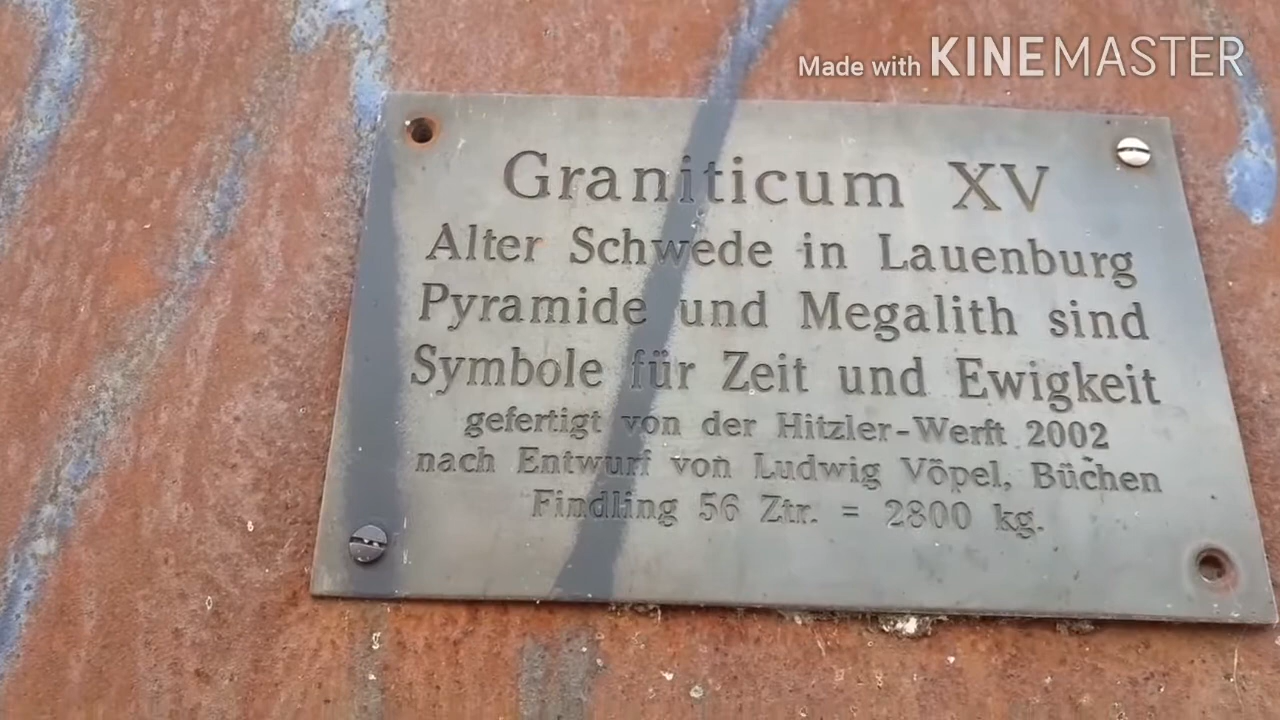 Made with KINEMASTER
Graniticum XV
Alter Schwede in Lauenburg
Pyramide und Megalith sind
Symbole für Zeit und Ewigkeit
gefertigt von der Hitzler-Werft 2002
nach Entwurf von Ludwig Vöpel, Büchen
Findling 56 Ztr. = 2800 kg.